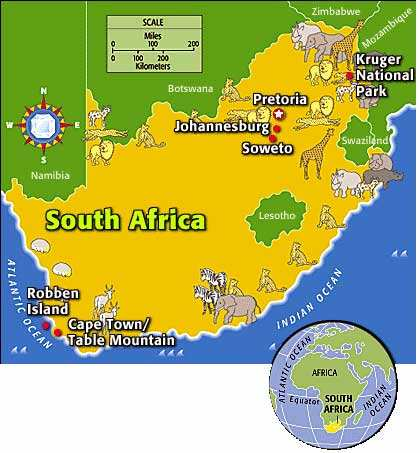 SCALE
Miles
0 100 200
0 100 200
Kilometers
Zimbabwe
Mozambique
Botswana
Kruger
National
Park
Pretoria
Johannesburg
Soweto
Swaziland
N
W
E
S
Namibia
South Africa
Lesotho
ATLANTIC OCEAN
Robben
Island
Cape Town/
Table Mountain
INDIAN OCEAN
ATLANTIC OCEAN
AFRICA
Equator
SOUTH
AFRICA
INDIAN OCEAN